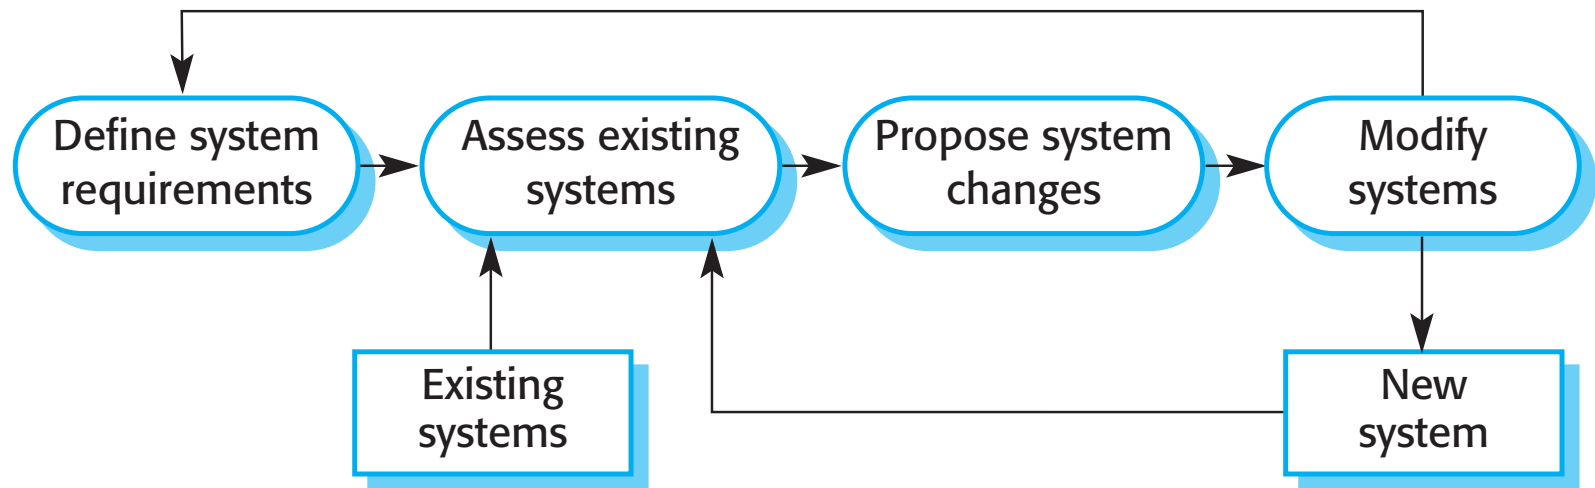 Define system
requirements
Assess existing
systems
Propose system
changes
Modify
systems
Existing
systems
New
system